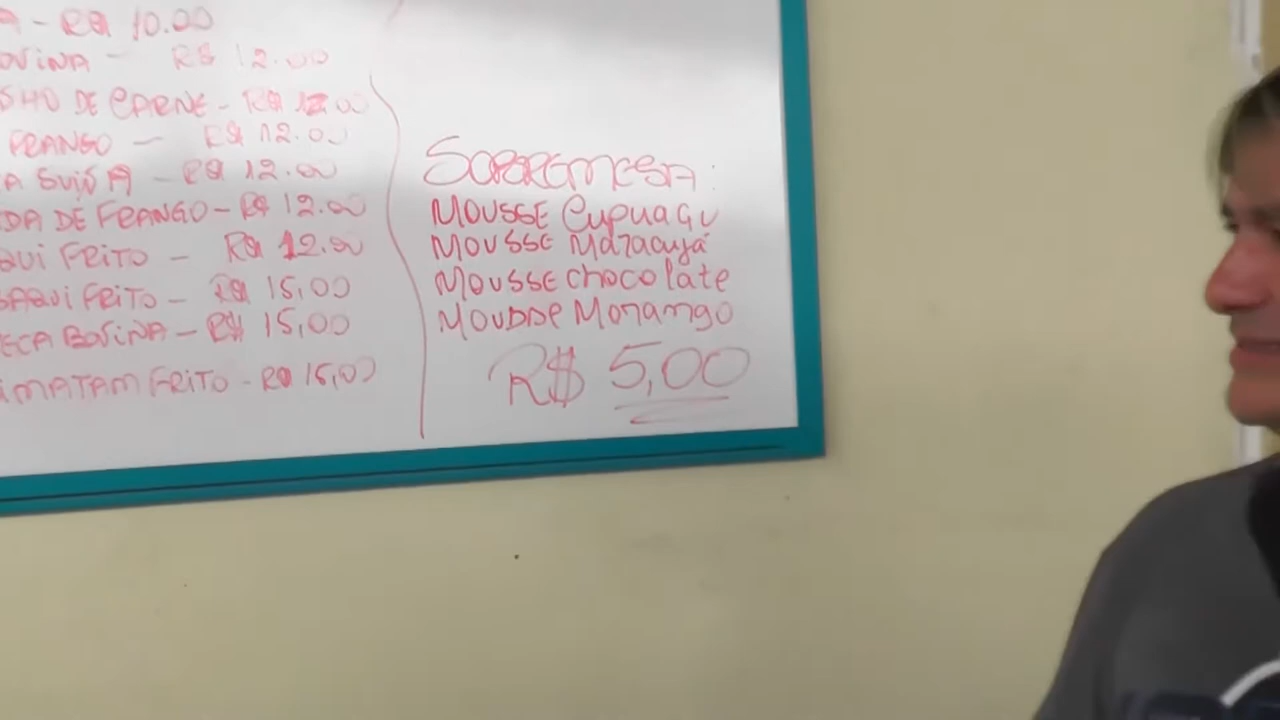 A - R$ 10.00
OVINA - R$ 12.00
SHO DE CARNE - R$ 12.00
FRANGO - R$ 12.00
A SUÍNA - R$ 12.00
DA DE FRANGO - R$ 12.00
QUI FRITO - R$ 12.00
BAQUI FRITO - R$ 15,00
ECA BOVINA - R$ 15,00
IMATAM FRITO - R$ 15,00
SOBREMESA:
MOUSSE Cupuaçu
MOUSSE Maracujá
MOUSSE chocolate
MOUSSE Morango
R$ 5,00